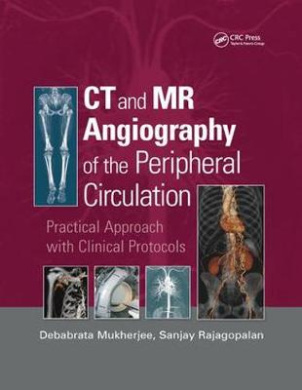 CRC Press
Taylor & Francis Group
CT and MR
Angiography
of the Peripheral
Circulation
Practical Approach
with Clinical Protocols
Debabrata Mukherjee, Sanjay Rajagopalan